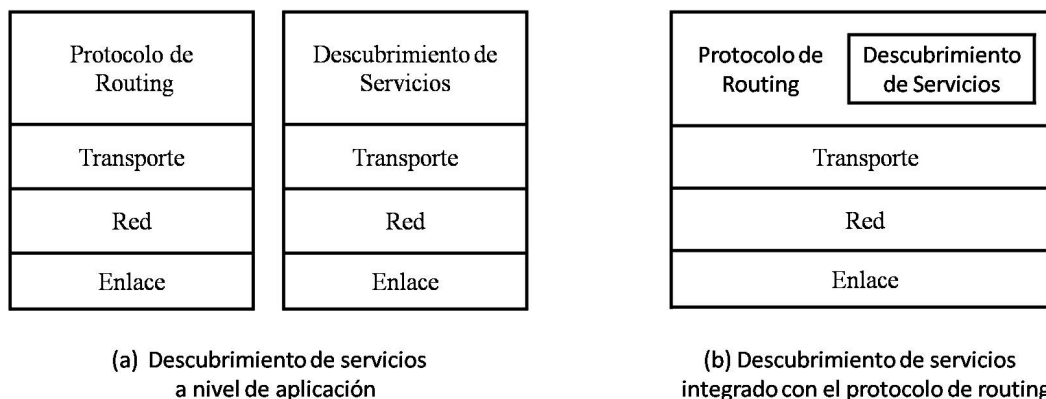 Protocolo de
Routing
Transporte
Red
Enlace
Descubrimiento de
Servicios
Transporte
Red
Enlace
(a) Descubrimiento de servicios
a nivel de aplicación
Protocolo de
Routing
Descubrimiento
de Servicios
Transporte
Red
Enlace
(b) Descubrimiento de servicios
integrado con el protocolo de routing